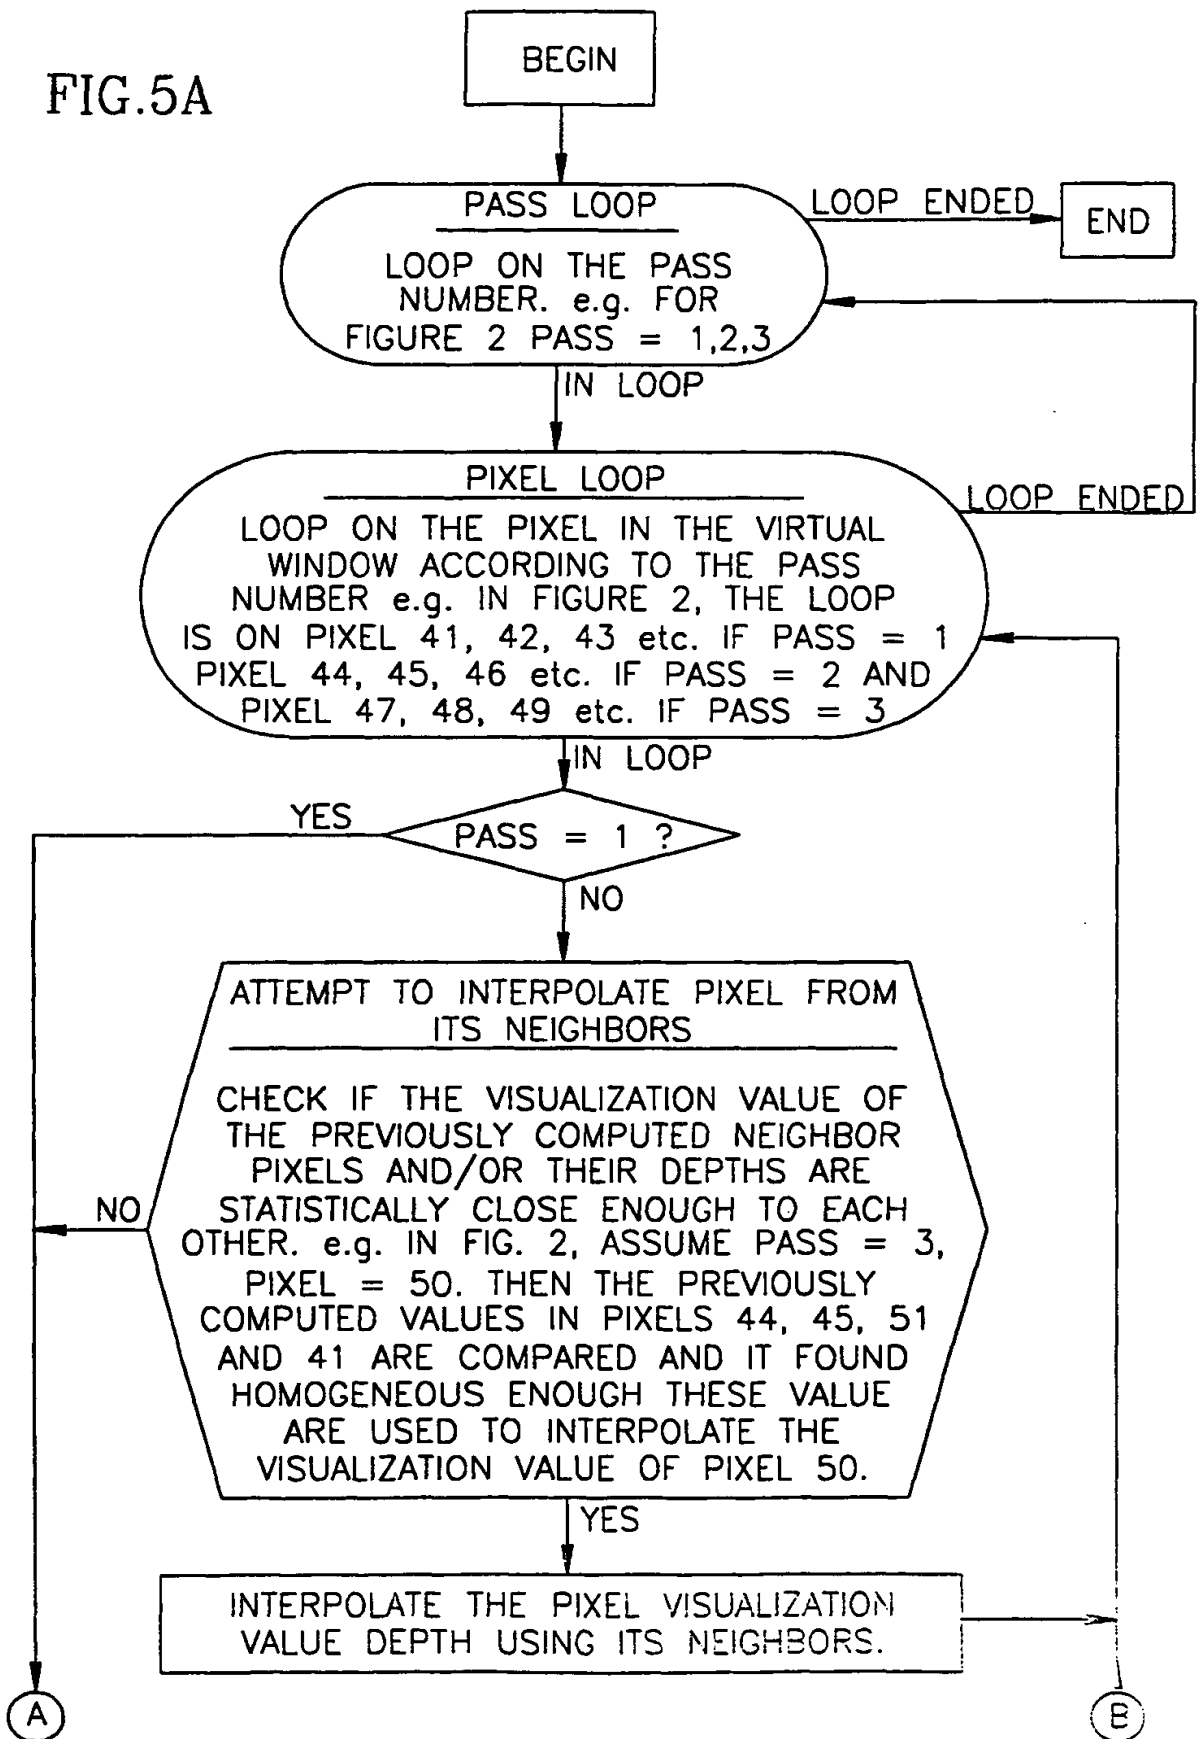 FIG.5A
BEGIN
PASS LOOP
LOOP ON THE PASS
NUMBER. e.g. FOR
FIGURE 2 PASS = 1,2,3
LOOP ENDED
END
IN LOOP
PIXEL LOOP
LOOP ON THE PIXEL IN THE VIRTUAL
WINDOW ACCORDING TO THE PASS
NUMBER e.g. IN FIGURE 2, THE LOOP
IS ON PIXEL 41, 42, 43 etc. IF PASS = 1
PIXEL 44, 45, 46 etc. IF PASS = 2 AND
PIXEL 47, 48, 49 etc. IF PASS = 3
LOOP ENDED
IN LOOP
YES
PASS = 1 ?
NO
ATTEMPT TO INTERPOLATE PIXEL FROM
ITS NEIGHBORS
CHECK IF THE VISUALIZATION VALUE OF
THE PREVIOUSLY COMPUTED NEIGHBOR
PIXELS AND/OR THEIR DEPTHS ARE
STATISTICALLY CLOSE ENOUGH TO EACH
OTHER. e.g. IN FIG. 2, ASSUME PASS = 3,
PIXEL = 50. THEN THE PREVIOUSLY
COMPUTED VALUES IN PIXELS 44, 45, 51
AND 41 ARE COMPARED AND IT FOUND
HOMOGENEOUS ENOUGH THESE VALUE
ARE USED TO INTERPOLATE THE
VISUALIZATION VALUE OF PIXEL 50.
NO
YES
INTERPOLATE THE PIXEL VISUALIZATION
VALUE DEPTH USING ITS NEIGHBORS.
A
B